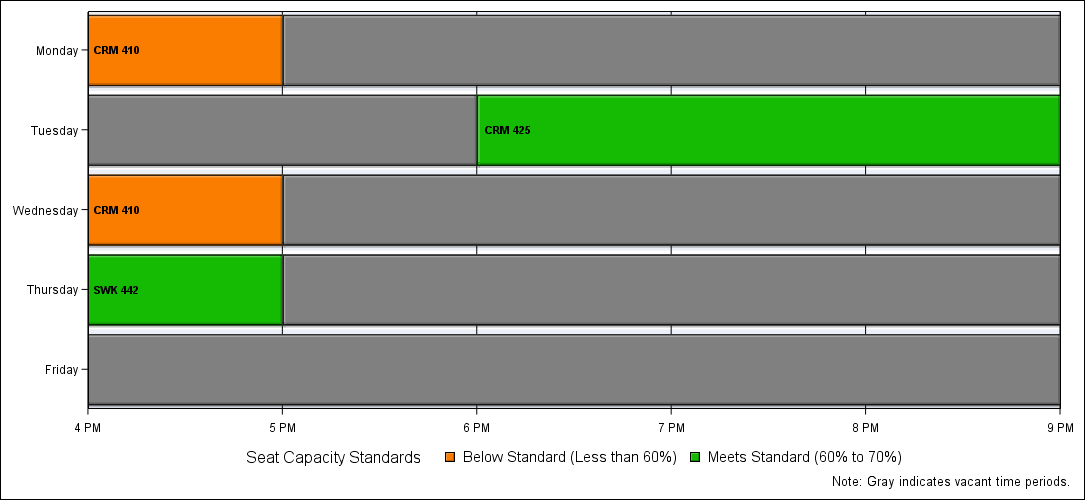 Monday
CRM 410
Tuesday
CRM 425
Wednesday
CRM 410
Thursday
SWK 442
Friday
4 PM 5 PM 6 PM 7 PM 8 PM 9 PM
Seat Capacity Standards Below Standard (Less than 60%) Meets Standard (60% to 70%)
Note: Gray indicates vacant time periods.